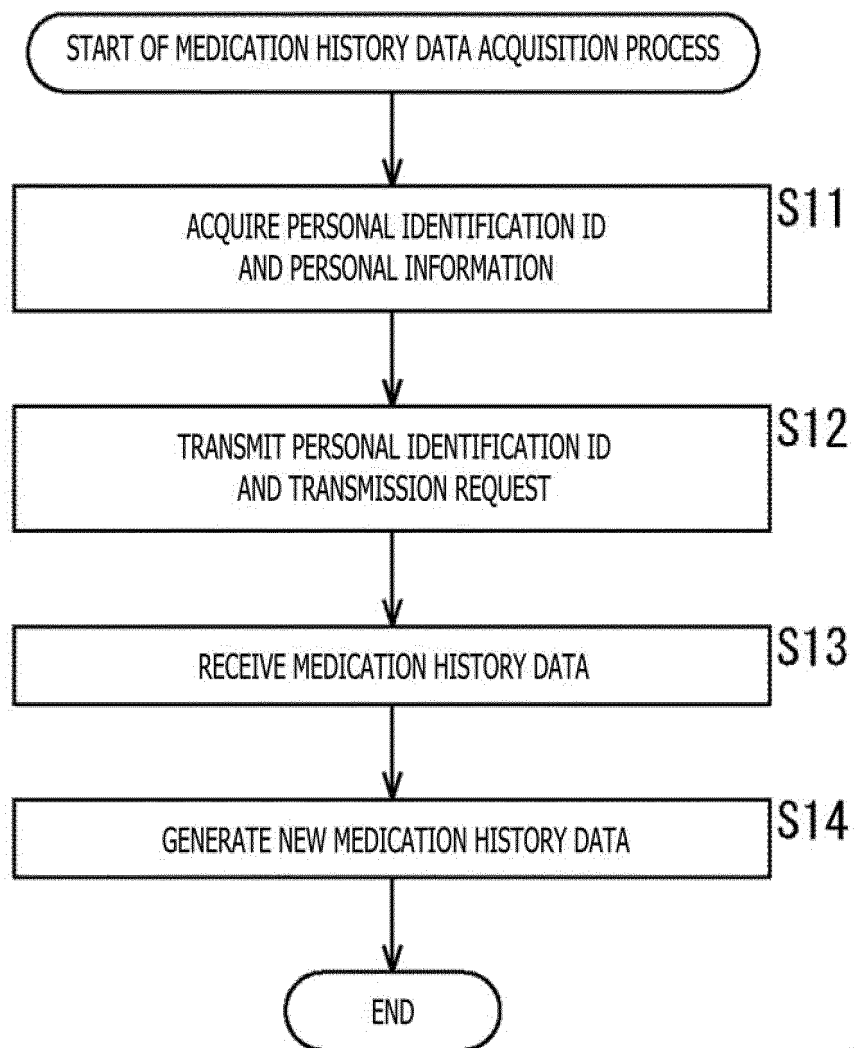 START OF MEDICATION HISTORY DATA ACQUISITION PROCESS
S11
ACQUIRE PERSONAL IDENTIFICATION ID
AND PERSONAL INFORMATION
S12
TRANSMIT PERSONAL IDENTIFICATION ID
AND TRANSMISSION REQUEST
S13
RECEIVE MEDICATION HISTORY DATA
S14
GENERATE NEW MEDICATION HISTORY DATA
END